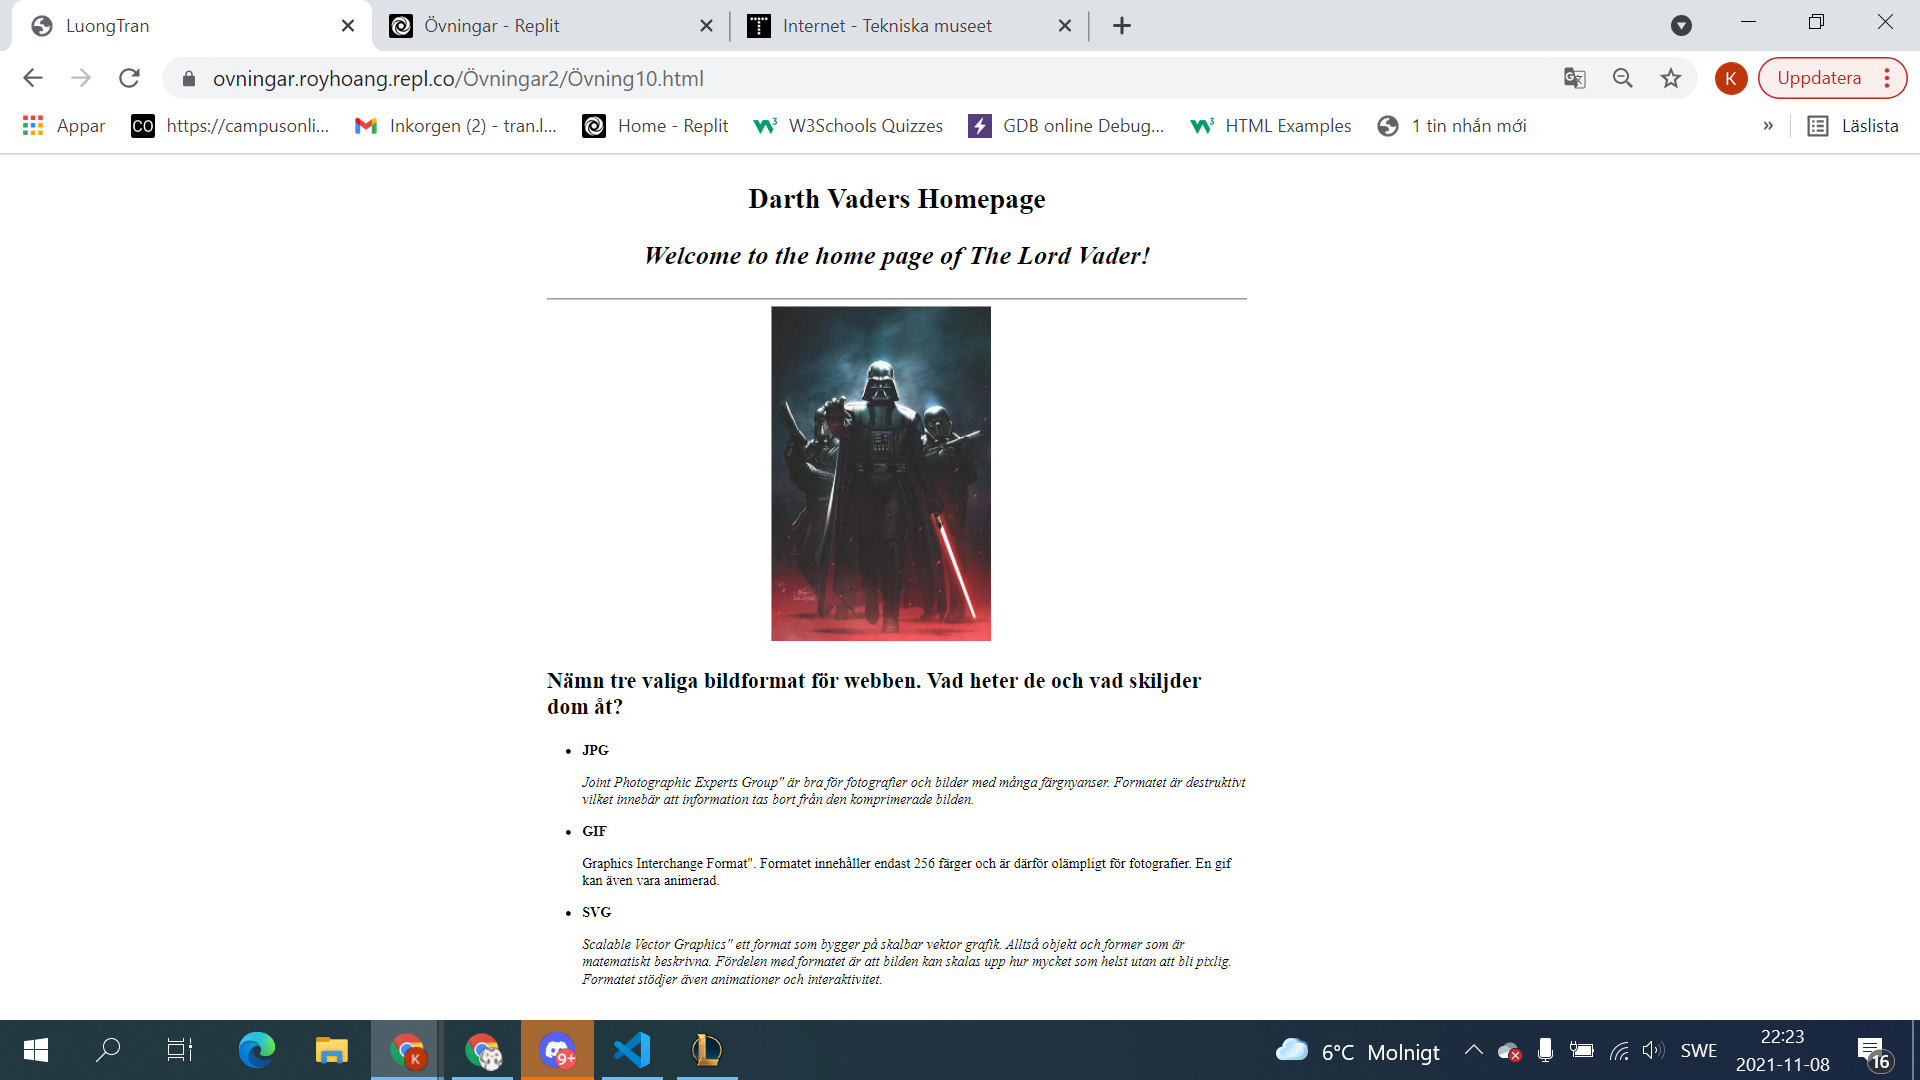 LuongTran
Övningar - Replit
Internet - Tekniska museet
ovningar.royhoang.repl.co/Övningar2/Övning10.html
K
Uppdatera
Appar
CO
https://campusonli...
Inkorgen (2) - tran.l...
Home - Replit
W3Schools Quizzes
GDB online Debug...
HTML Examples
1 tin nhắn mới
»
Läslista
Darth Vaders Homepage
Welcome to the home page of The Lord Vader!
Nämn tre valiga bildformat för webben. Vad heter de och vad skiljder
dom åt?
• JPG
Joint Photographic Experts Group" är bra för fotografier och bilder med många färgnyanser. Formatet är destruktivt
vilket innebär att information tas bort från den komprimerade bilden.
• GIF
Graphics Interchange Format". Formatet innehåller endast 256 färger och är därför olämpligt för fotografier. En gif
kan även vara animerad.
• SVG
Scalable Vector Graphics" ett format som bygger på skalbar vektor grafik. Alltså objekt och former som är
matematiskt beskrivna. Fördelen med formatet är att bilden kan skalas upp hur mycket som helst utan att bli pixlig.
Formatet stödjer även animationer och interaktivitet.
K
9+
6°C Molnigt
SWE
22:23
2021-11-08
16